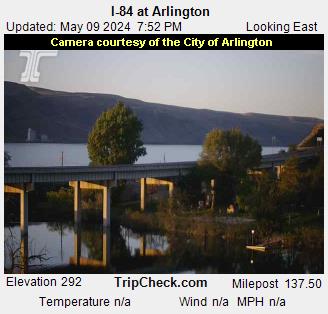 I-84 at Arlington
Updated: May 09 2024 7:52 PM Looking East
Camera courtesy of the City of Arlington
Elevation 292 TripCheck.com Milepost 137.50
Temperature n/a Wind n/a MPH n/a